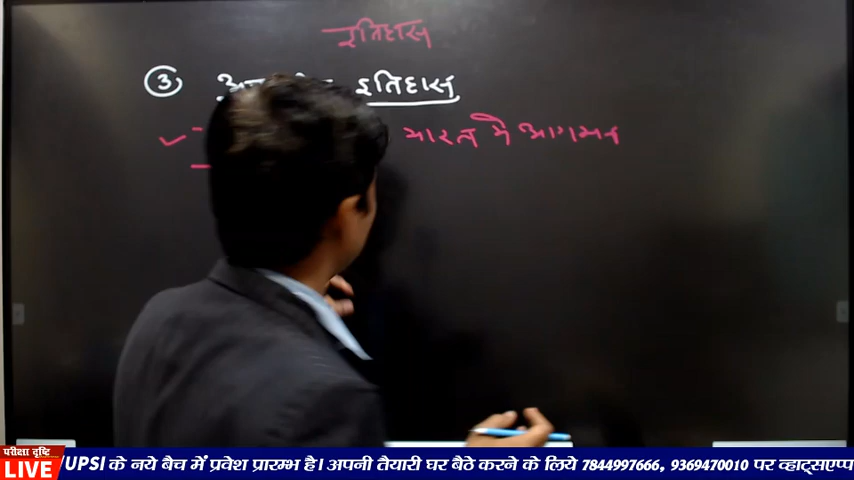 इतिहास
③ इतिहास
✓ भारत में आगमन
परीक्षा दृष्टि
LIVE
/UPSI के नये बैच में प्रवेश प्रारम्भ है। अपनी तैयारी घर बैठे करने के लिये 7844997666, 9369470010 पर व्हाट्सएप्प